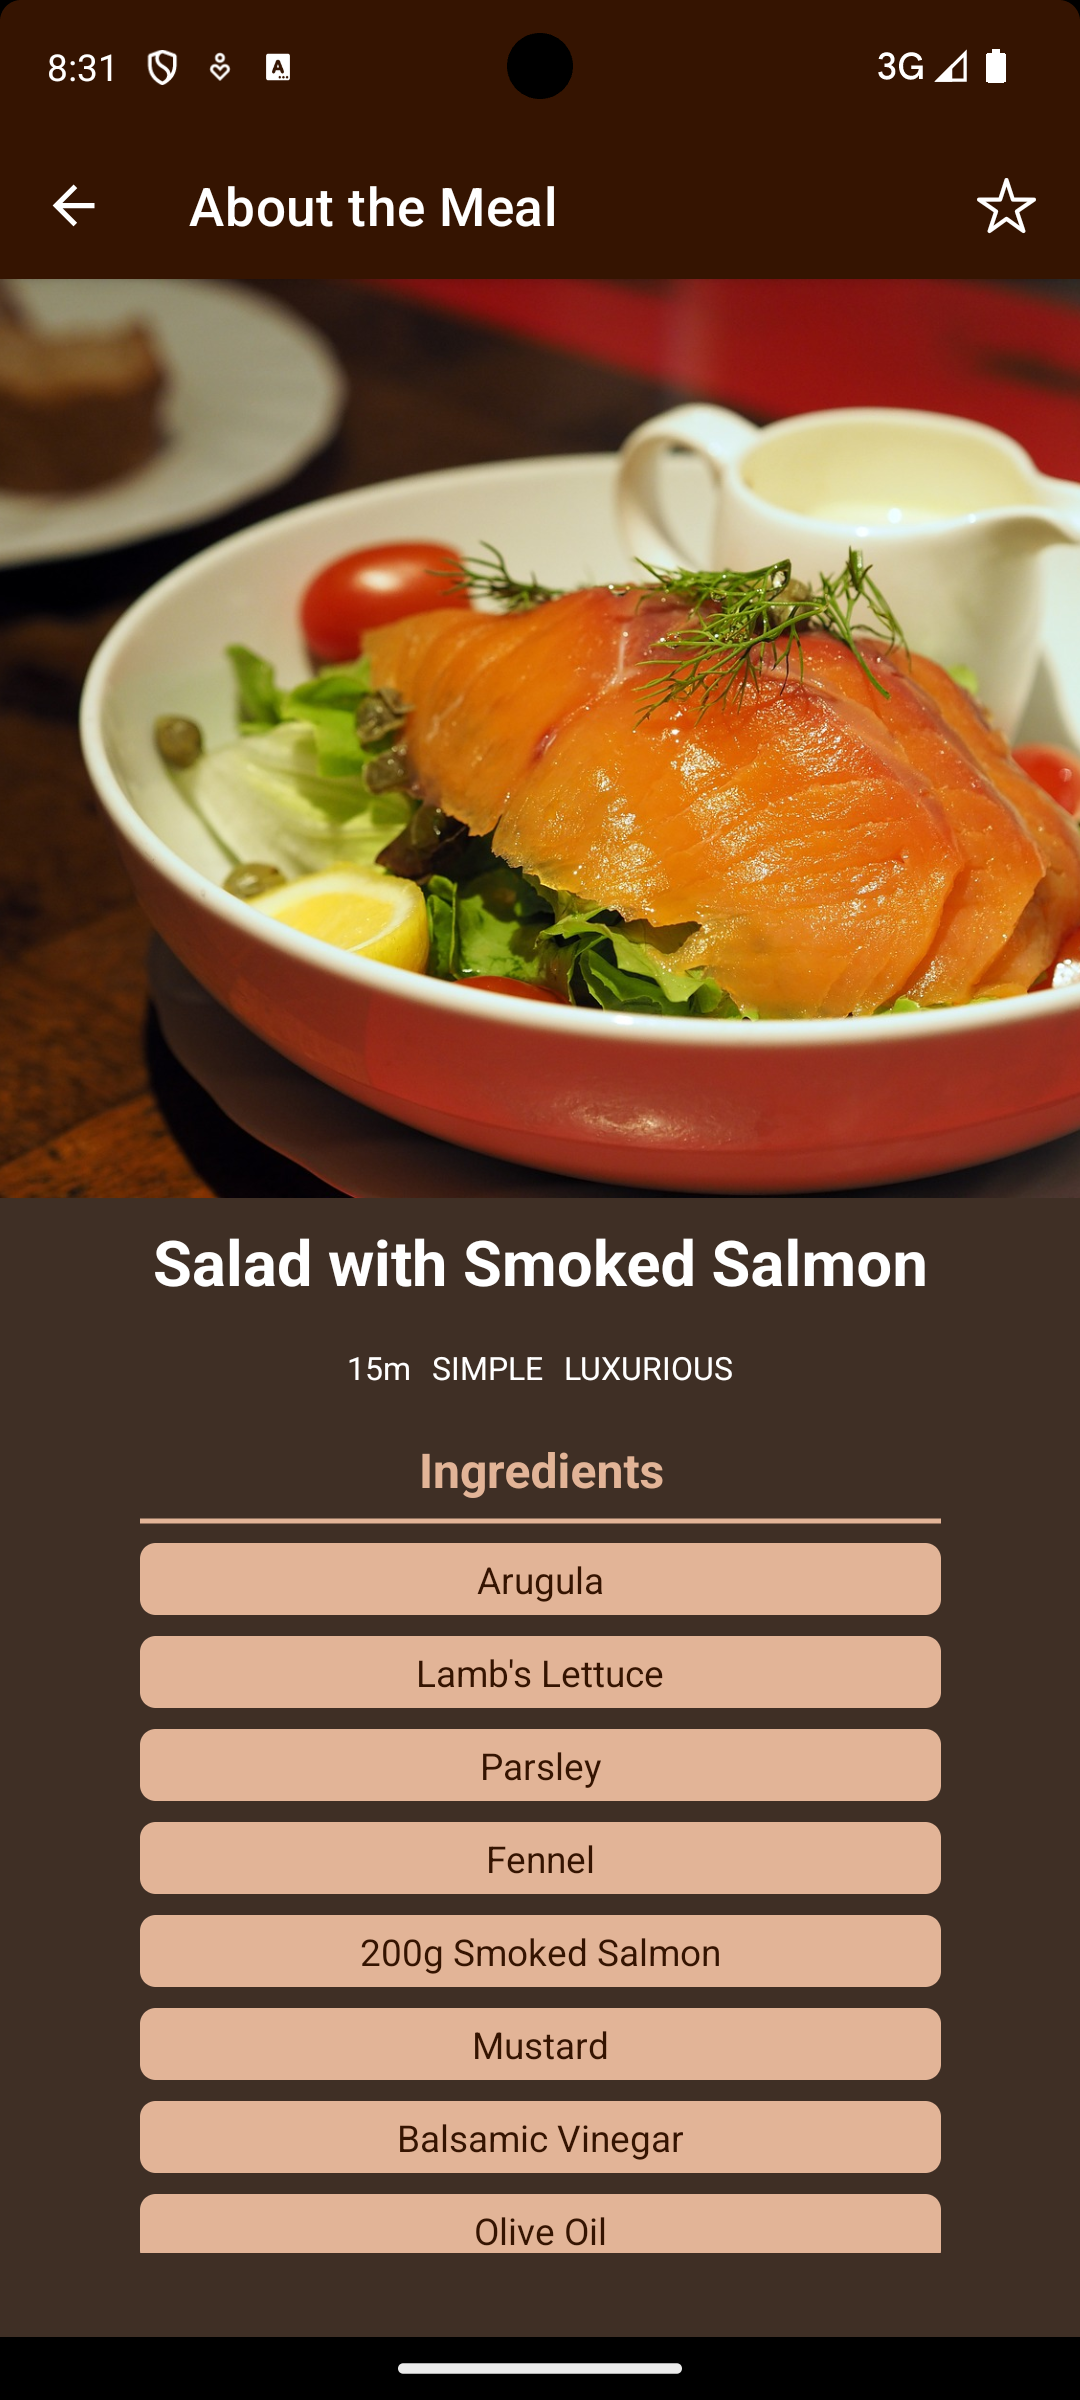 8:31
3G
About the Meal
Salad with Smoked Salmon
15m SIMPLE LUXURIOUS
Ingredients
Arugula
Lamb's Lettuce
Parsley
Fennel
200g Smoked Salmon
Mustard
Balsamic Vinegar
Olive Oil